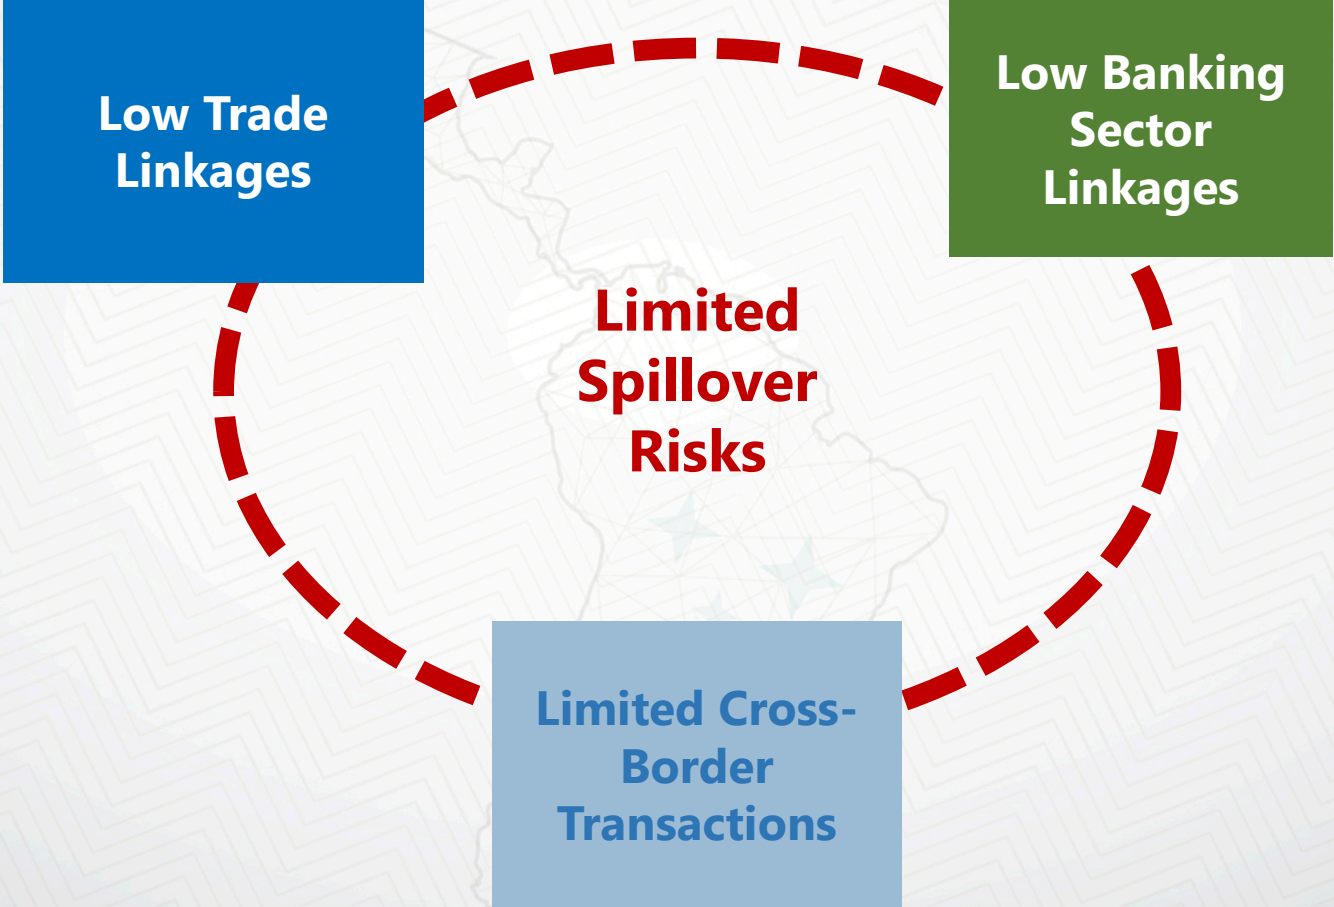 Low Trade
Linkages
Low Banking
Sector
Linkages
Limited
Spillover
Risks
Limited Cross-
Border
Transactions